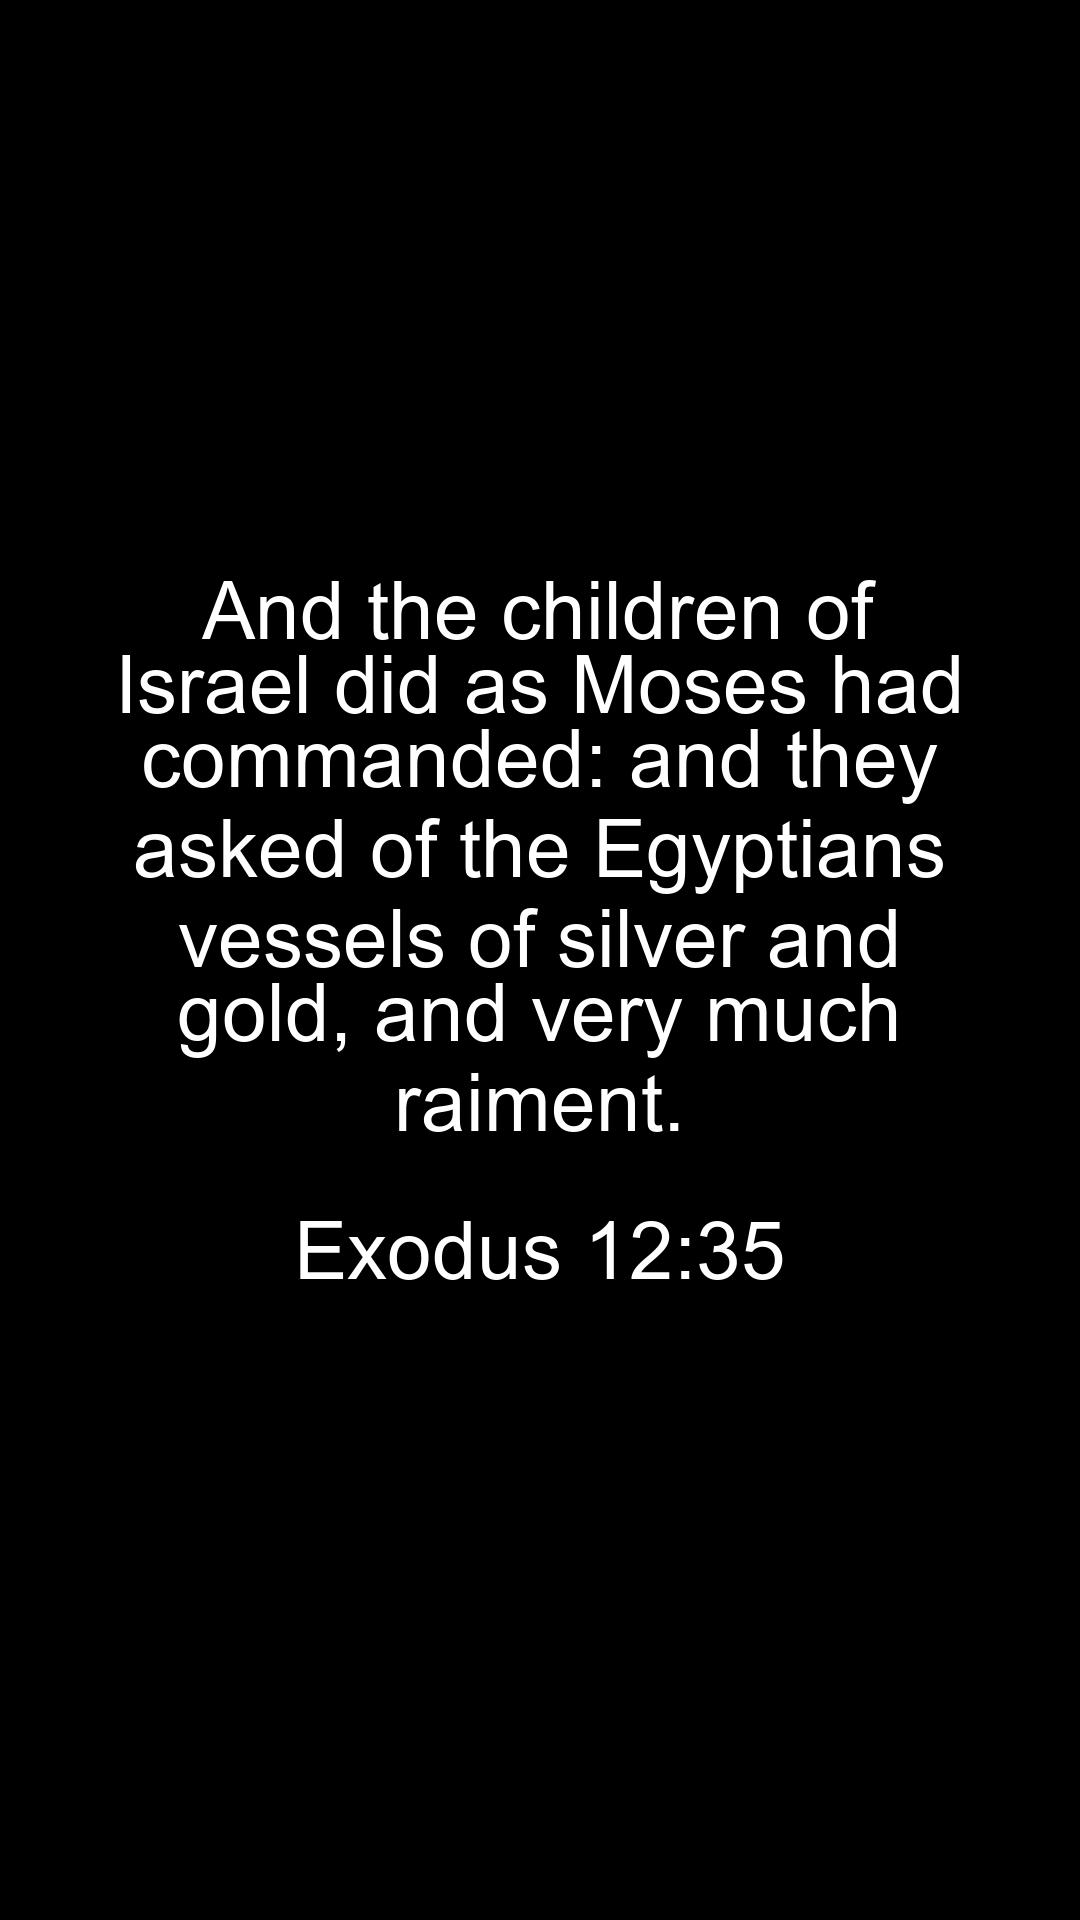 And the children of
Israel did as Moses had
commanded: and they
asked of the Egyptians
vessels of silver and
gold, and very much
raiment.
Exodus 12:35